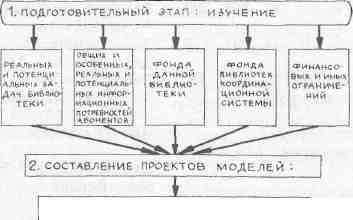 1. ПОДГОТОВИТЕЛЬНЫЙ ЭТАП: ИЗУЧЕНИЕ
РЕАЛЬНЫХ
И ПОТЕНЦИ-
АЛЬНЫХ ЗА-
ДАЧ БИБЛИО-
ТЕКИ
ОБЩИХ И
ОСОБЕННЫХ,
РЕАЛЬНЫХ И
ПОТЕНЦИАЛЬ-
НЫХ ИНФОР-
МАЦИОННЫХ
ПОТРЕБНОСТЕЙ
АБОНЕНТОВ
ФОНДА
ДАННОЙ
БИБЛИО-
ТЕКИ
ФОНДА
БИБЛИОТЕК
КООРДИНА-
ЦИОННОЙ
СИСТЕМЫ
ФИНАНСО-
ВЫХ И ИНЫХ
ОГРАНИЧЕ-
НИЙ
2. СОСТАВЛЕНИЕ ПРОЕКТОВ МОДЕЛЕЙ: